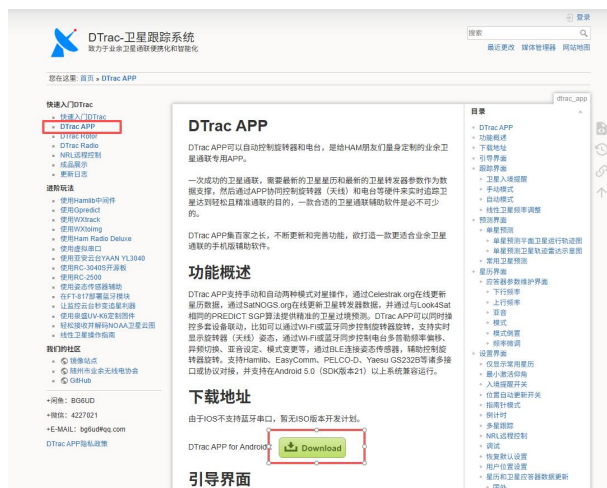 登录
DTrac-卫星跟踪系统
致力于业余卫星通联便携化和智能化
搜索
最近更改 媒体管理器 网站地图
您在这里: 首页 » DTrac APP
dtrac_app
快速入门DTrac
快速入门DTrac
DTrac APP
DTrac Rotor
DTrac Radio
NRL远程控制
成品展示
更新日志
进阶玩法
使用Hamlib中间件
使用Gpredict
使用WXtrack
使用WXtoImg
使用Ham Radio Deluxe
使用虚拟串口
使用亚安云台YAAN YL3040
使用RC-3040S开源板
使用RC-2500
使用姿态传感器辅助
在FT-817部署蓝牙模块
让监控云台秒变追星利器
使用泉盛UV-K6定制固件
轻松接收并解码NOAA卫星云图
线性卫星操作指南
我们的社区
镜像站点
随州市业余无线电协会
GitHub
+闲鱼: BG6UD
+微信: 4227021
+E-MAIL: bg6ud#qq.com
DTrac APP隐私政策
DTrac APP
DTrac APP可以自动控制旋转器和电台，是给HAM朋友们量身定制的业余卫
星通联专用APP。
一次成功的卫星通联，需要最新的卫星星历和最新的卫星转发器参数作为数
据支撑，然后通过APP协同控制旋转器（天线）和电台等硬件来实时追踪卫
星达到轻松且精准通联的目的，一款合适的卫星通联辅助软件是必不可少
的。
DTrac APP集百家之长，不断更新和完善功能，欲打造一款更适合业余卫星
通联的手机版辅助软件。
功能概述
DTrac APP支持手动和自动两种模式对星操作，通过Celestrak.org在线更新
星历数据，通过SatNOGS.org在线更新卫星转发器数据，并通过与Look4Sat
相同的PREDICT SGP算法提供精准的卫星过境预测。DTrac APP可以同时操
控多套设备联动，比如可以通过Wi-Fi或蓝牙同步控制旋转器旋转，支持实时
显示旋转器（天线）姿态，通过Wi-Fi或蓝牙同步控制电台多普勒频率偏移、
异频切换、亚音设定、模式变更等，通过BLE连接姿态传感器，辅助控制旋
转器旋转。支持Hamlib、EasyComm、PELCO-D、Yaesu GS232B等诸多接
口或协议对接，并支持在Android 5.0（SDK版本21）以上系统兼容运行。
下载地址
由于IOS不支持蓝牙串口，暂无ISO版本开发计划。
DTrac APP for Android:
Download
引导界面
目录
DTrac APP
功能概述
下载地址
引导界面
跟踪界面
卫星入境提醒
手动模式
自动模式
线性卫星频率调整
预测界面
单星预测
单星预测平面卫星运行轨迹图
单星预测轨迹雷达示意图
常用卫星预测
星历界面
应答器参数维护界面
下行频率
上行频率
亚音
模式
模式倒置
频率微调
设置界面
仅显示常用星历
最小激活仰角
入境提醒开关
位置自动更新开关
指南针模式
倒计时
多星跟踪
NRL远程控制
调试
恢复默认设置
用户位置设置
星历和卫星应答器数据更新
国外